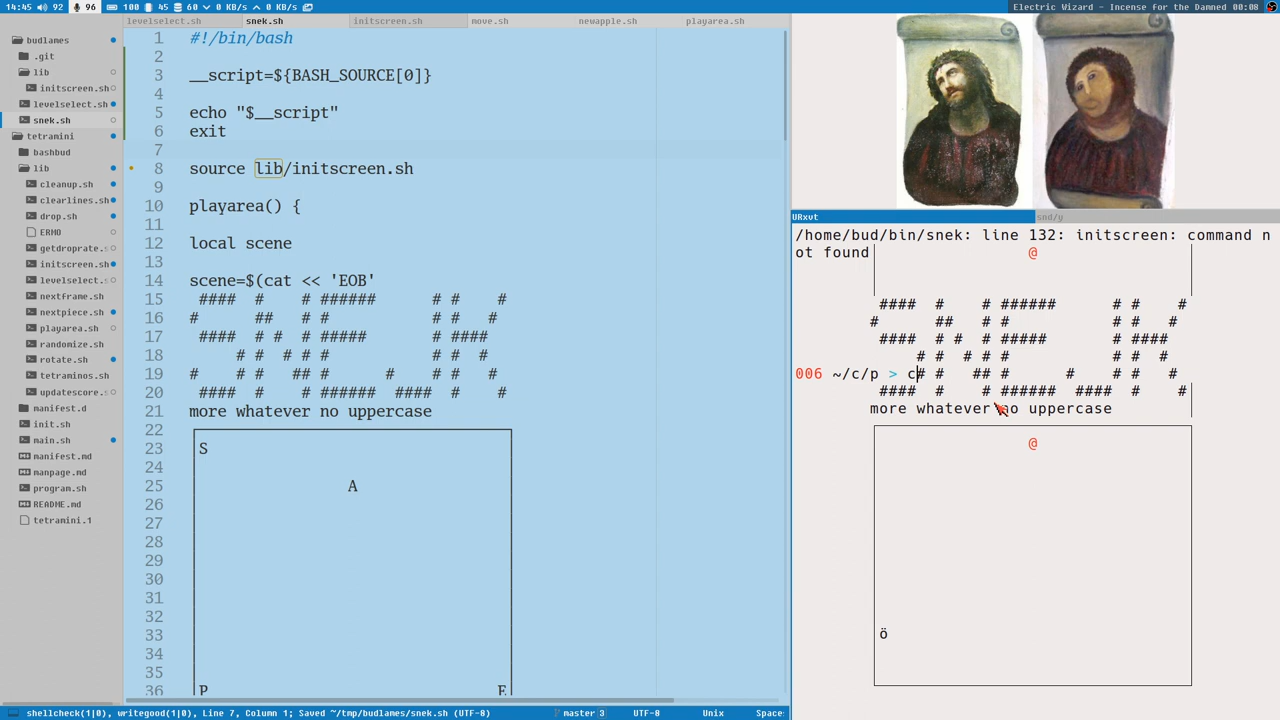 14:45 92 96 100 45 60 0 KB/s 0 KB/s
Electric Wizard - Incense for the Damned 00:08
levelselect.sh snek.sh initscreen.sh move.sh newapple.sh playarea.sh
budlames
.git
lib
initscreen.sh
levelselect.sh
snek.sh
tetramini
bashbud
lib
cleanup.sh
clearlines.sh
drop.sh
ERMO
getdroprate.s
initscreen.sh
levelselect.s
nextframe.sh
nextpiece.sh
playarea.sh
randomize.sh
rotate.sh
tetraminos.sh
updatescore.s
manifest.d
init.sh
main.sh
manifest.md
manpage.md
program.sh
README.md
tetramini.1
1 #!/bin/bash
2
3 __script=${BASH_SOURCE[0]}
4
5 echo "$__script"
6 exit
7
8 source lib/initscreen.sh
9
10 playarea() {
11
12 local scene
13
14 scene=$(cat << 'EOB'
15  ####  #    # ######      # #    #
16 #      ##   # #           # #   #
17  ####  # #  # #####       # ####
18      # #  # # #           # #  #
19 #    # #   ## #      #    # #   #
20  ####  #    # ######  ####  #    #
21 more whatever no uppercase
22
23 S
24
25 A
26
27
28
29
30
31
32
33
34
35
36 P E
URxvt snd/y
/home/bud/bin/snek: line 132: initscreen: command n
ot found @
 ####  #    # ######      # #    #
#      ##   # #           # #   #
 ####  # #  # #####       # ####
     # #  # # #           # #  #
006 ~/c/p > c# #   ## #      #    # #   #
 ####  #    # ######  ####  #    #
more whatever no uppercase
@
ö
shellcheck(1|0), writegood(1|0), Line 7, Column 1; Saved ~/tmp/budlames/snek.sh (UTF-8) master 3 UTF-8 Unix Space